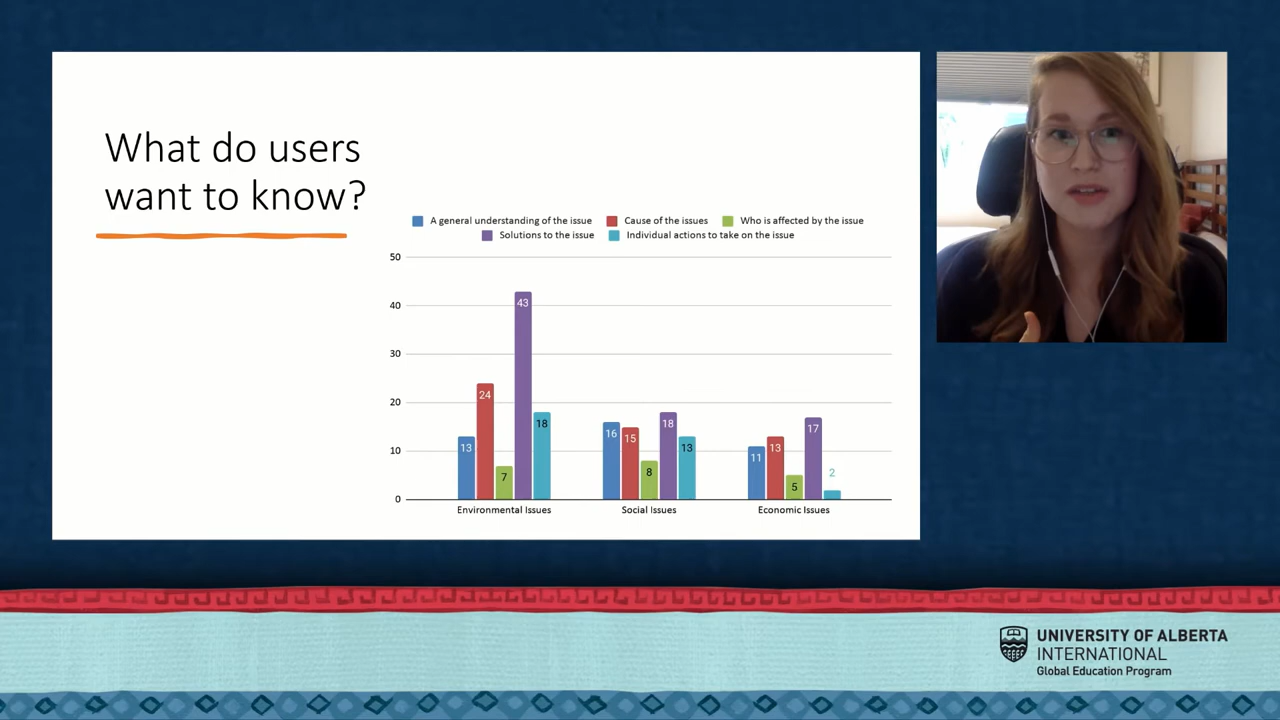 What do users
want to know?
A general understanding of the issue
Cause of the issues
Who is affected by the issue
Solutions to the issue
Individual actions to take on the issue
50
40
30
20
10
0
13
24
7
43
18
16
15
8
18
13
11
13
5
17
2
Environmental Issues
Social Issues
Economic Issues
UNIVERSITY OF ALBERTA
INTERNATIONAL
Global Education Program